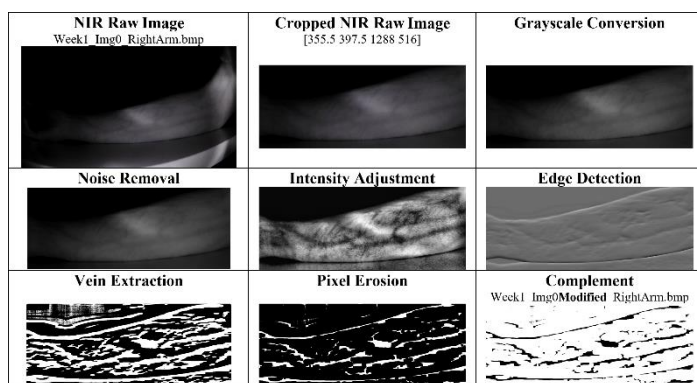 NIR Raw Image
Week1_Img0_RightArm.bmp
Cropped NIR Raw Image
[355.5 397.5 1288 516]
Grayscale Conversion
Noise Removal
Intensity Adjustment
Edge Detection
Vein Extraction
Pixel Erosion
Complement
Week1_Img0Modified_RightArm.bmp